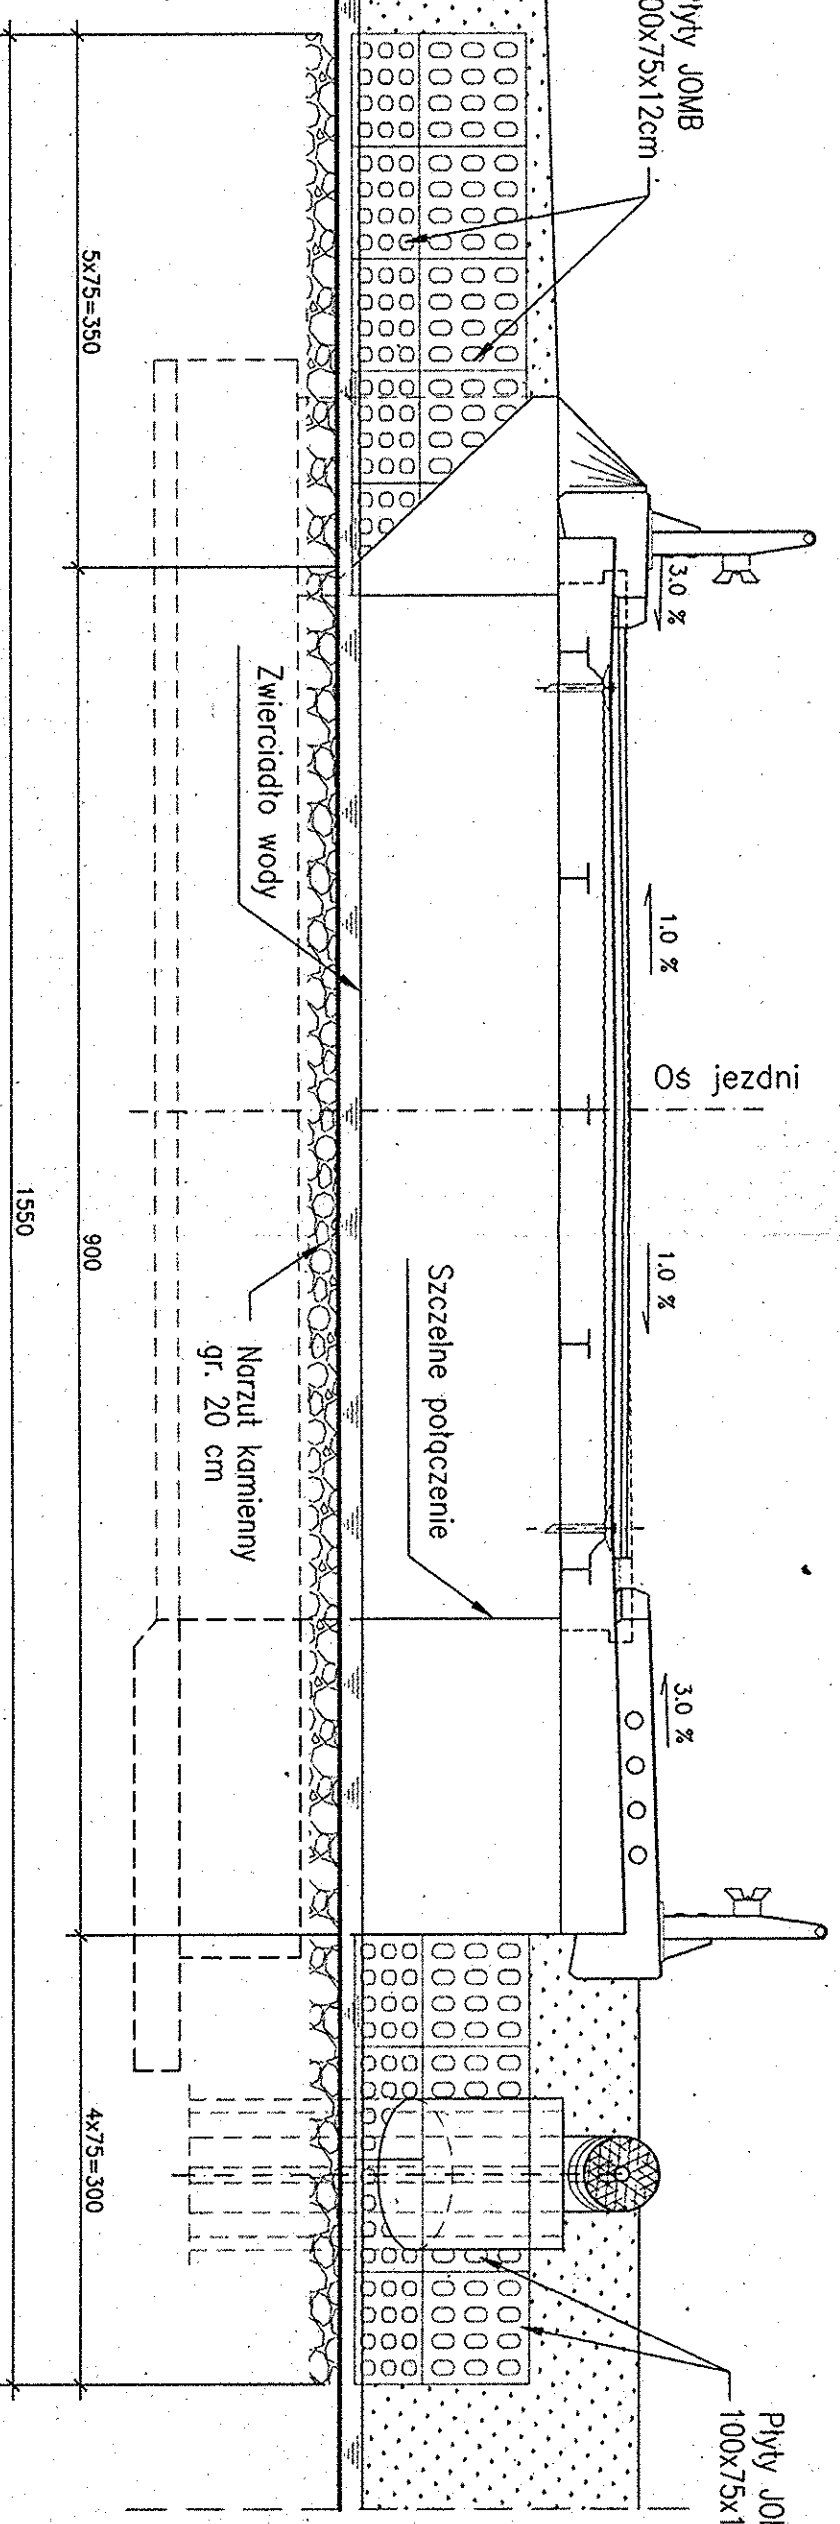 Płyty JOMB
00x75x12cm
3.0 %
1.0 %
Oś jezdni
1.0 %
3.0 %
Płyty JO
100x75x1
Zwierciadło wody
Szczelne połączenie
Narzut kamienny
gr. 20 cm
5x75=350
900
4x75=300
1550